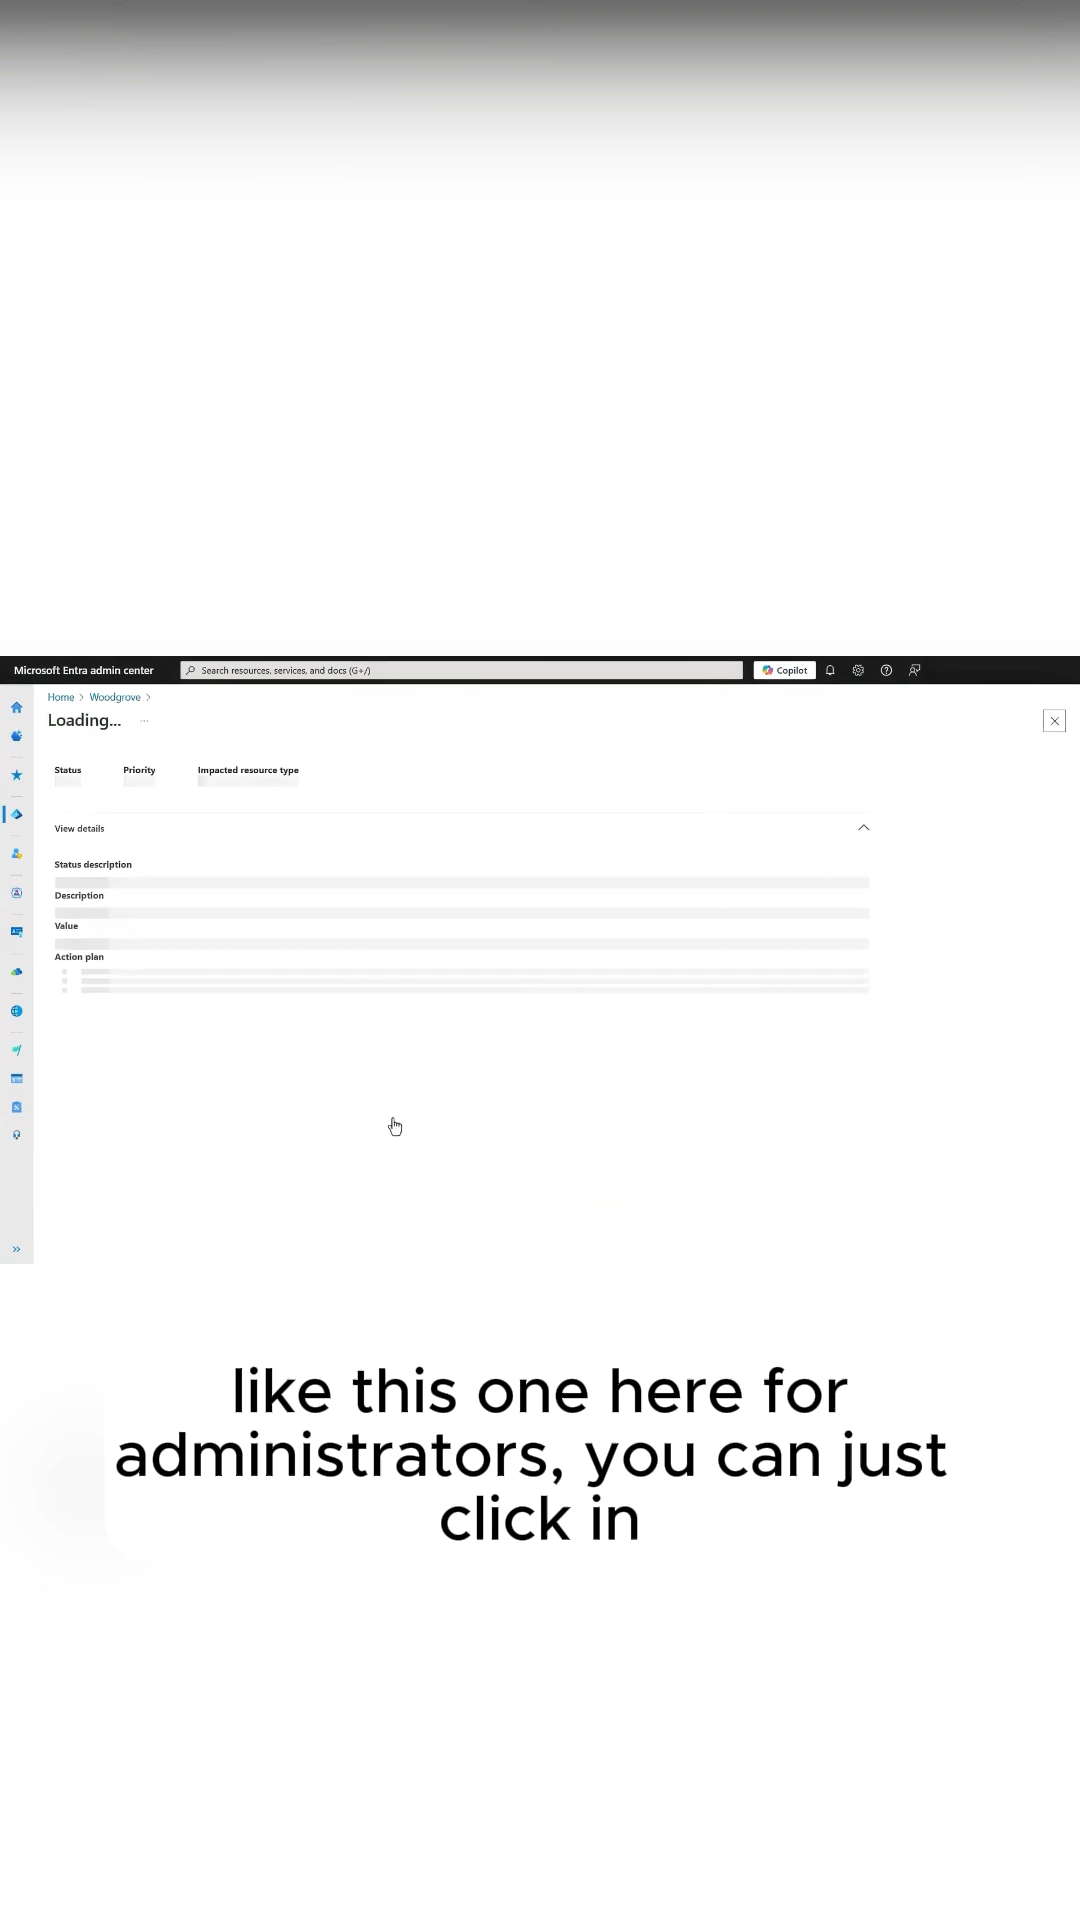 Microsoft Entra admin center
Search resources, services, and docs (G+/)
Copilot
Home > Woodgrove >
Loading... ...
Status Priority Impacted resource type
View details
Status description
Description
Value
Action plan
like this one here for
administrators, you can just
click in